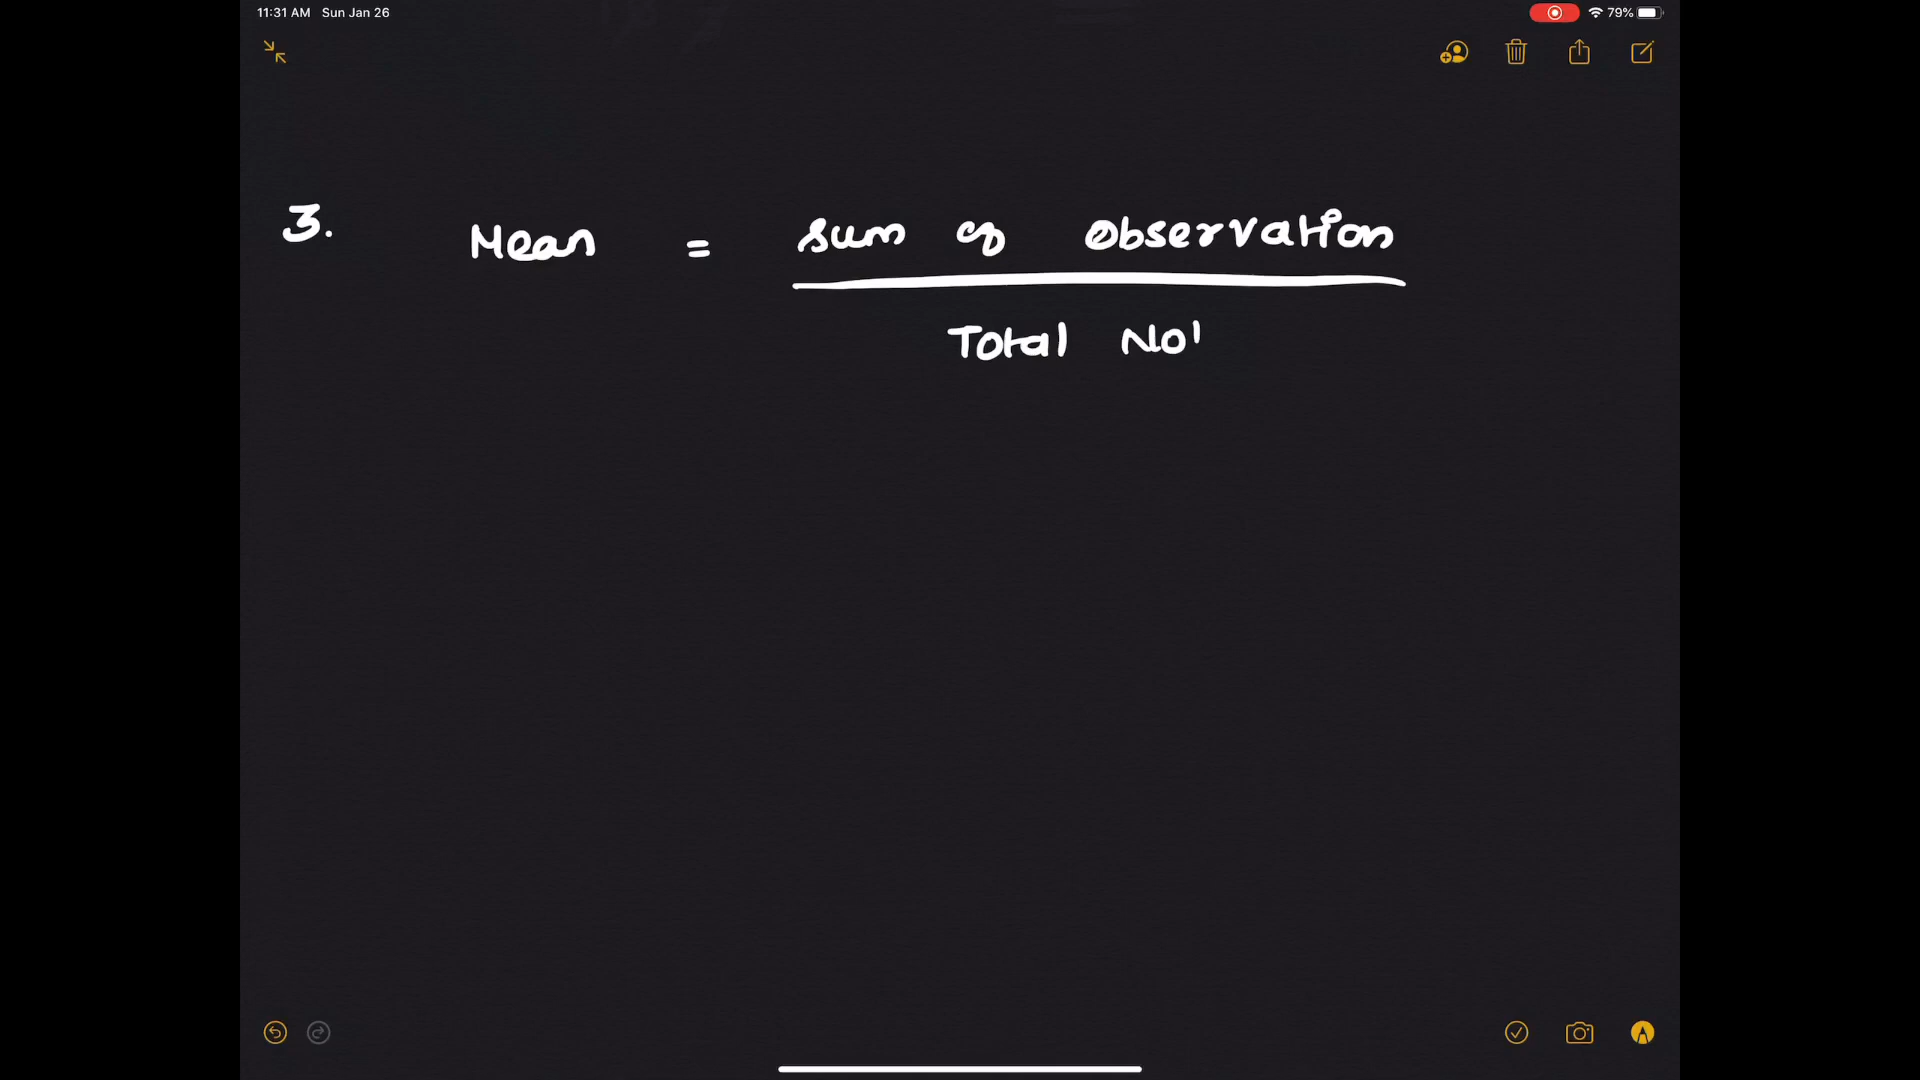 11:31 AM Sun Jan 26
79%
3. Mean = Sum of Observation
Total No'